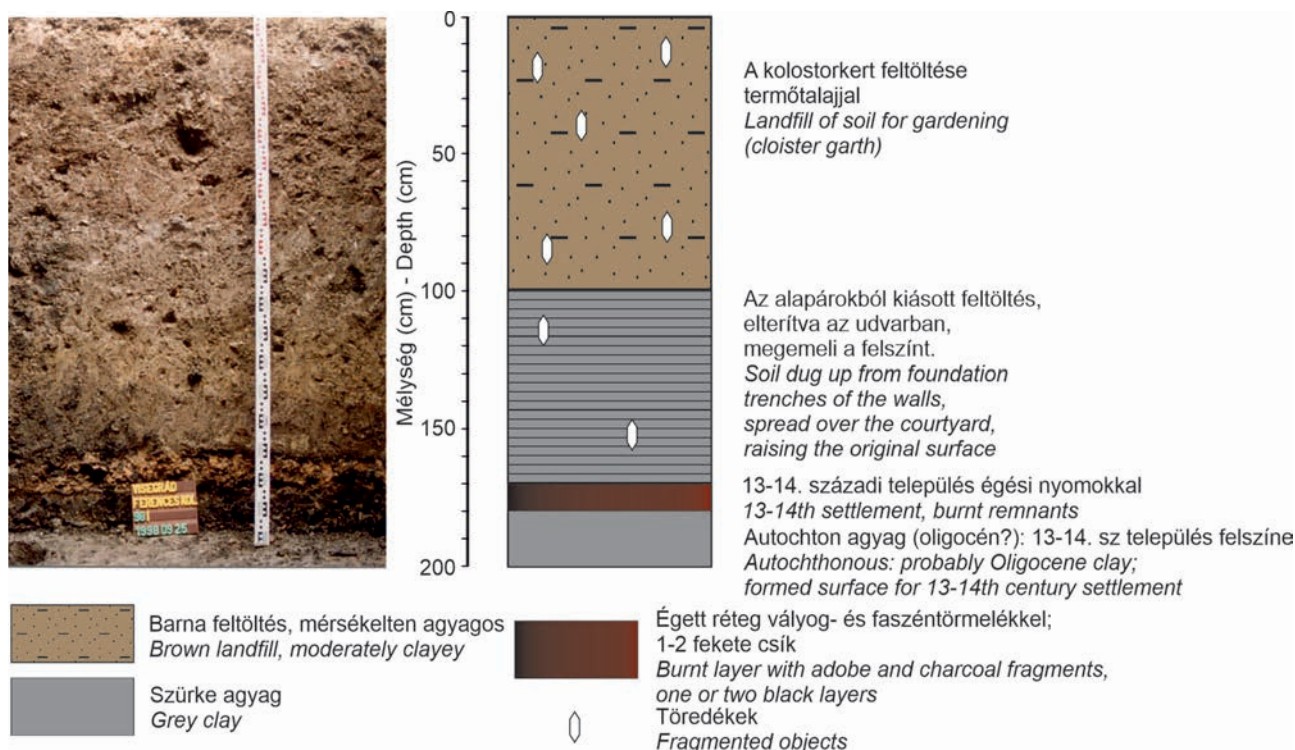 0
50
100
150
200
Mélység (cm) - Depth (cm)
A kolostorkert feltöltése
termőtalajjal
Landfill of soil for gardening
(cloister garth)
Az alapárokból kiásott feltöltés,
elterítva az udvarban,
megemeli a felszínt.
Soil dug up from foundation
trenches of the walls,
spread over the courtyard,
raising the original surface
13-14. századi település égési nyomokkal
13-14th settlement, burnt remnants
Autochton agyag (oligocén?): 13-14. sz település felszíne
Autochthonous: probably Oligocene clay;
formed surface for 13-14th century settlement
VISEGRÁD
FERENCES KOL.
1998 09 25
Barna feltöltés, mérsékelten agyagos
Brown landfill, moderately clayey
Szürke agyag
Grey clay
Égett réteg vályog- és faszéntörmelékkel;
1-2 fekete csík
Burnt layer with adobe and charcoal fragments,
one or two black layers
Töredékek
Fragmented objects